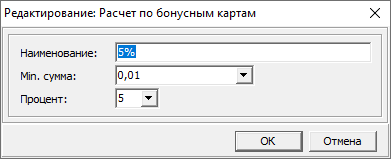 Редактирование: Расчет по бонусным картам
Наименование: 5%
Min. сумма: 0,01
Процент: 5
OK Отмена